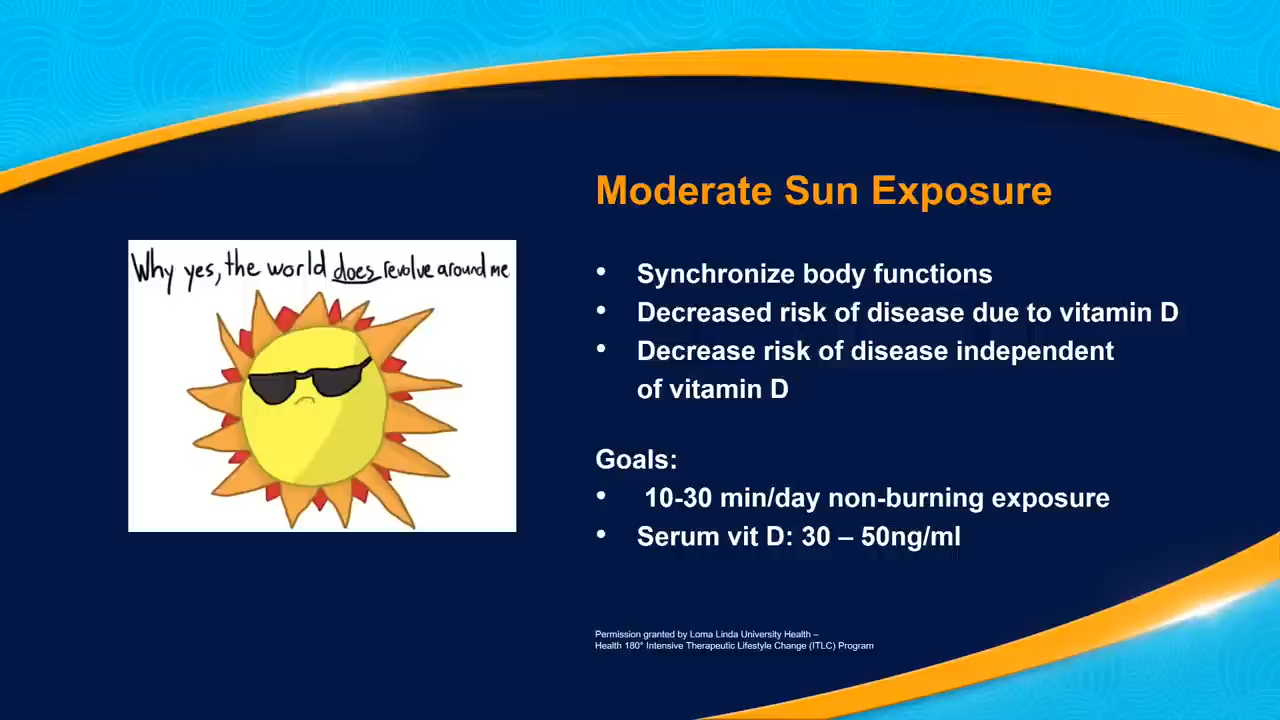 Moderate Sun Exposure
Why yes, the world does revolve around me.
• Synchronize body functions
• Decreased risk of disease due to vitamin D
• Decrease risk of disease independent
of vitamin D
Goals:
• 10-30 min/day non-burning exposure
• Serum vit D: 30 – 50ng/ml
Permission granted by Loma Linda University Health –
Health 180° Intensive Therapeutic Lifestyle Change (ITLC) Program